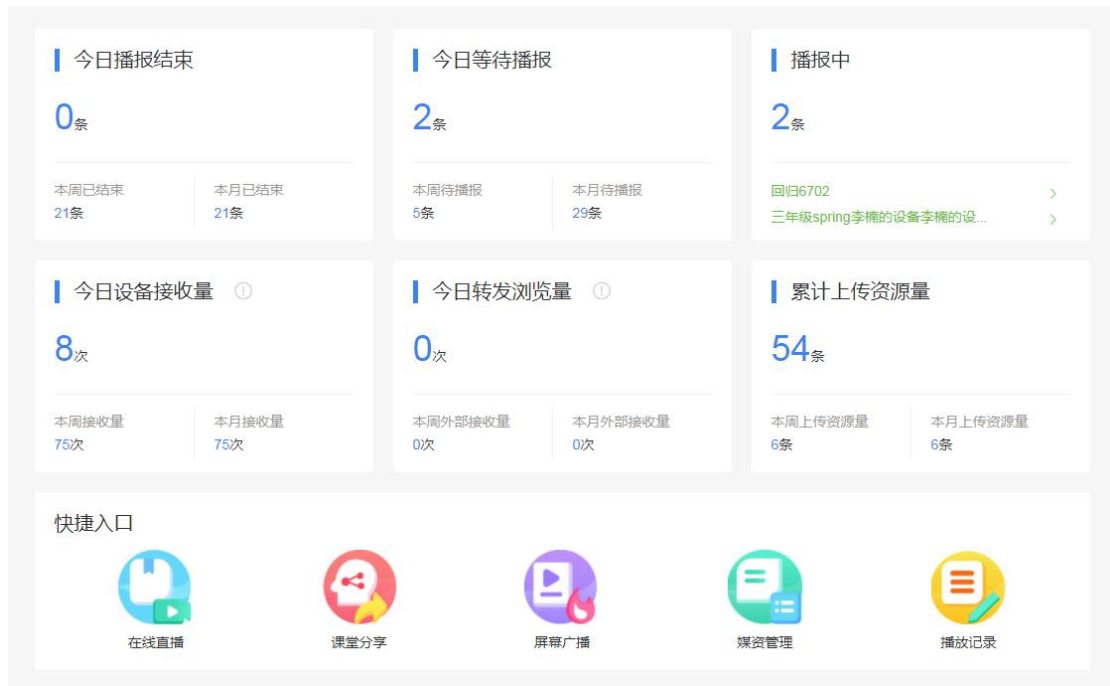 今日播报结束
0条
本周已结束
21条
本月已结束
21条
今日等待播报
2条
本周待播报
5条
本月待播报
29条
播报中
2条
回归6702
三年级spring李楠的设备李楠的设...
今日设备接收量
8次
本周接收量
75次
本月接收量
75次
今日转发浏览量
0次
本周外部接收量
0次
本月外部接收量
0次
累计上传资源量
54条
本周上传资源量
6条
本月上传资源量
6条
快捷入口
在线直播
课堂分享
屏幕广播
媒资管理
播放记录